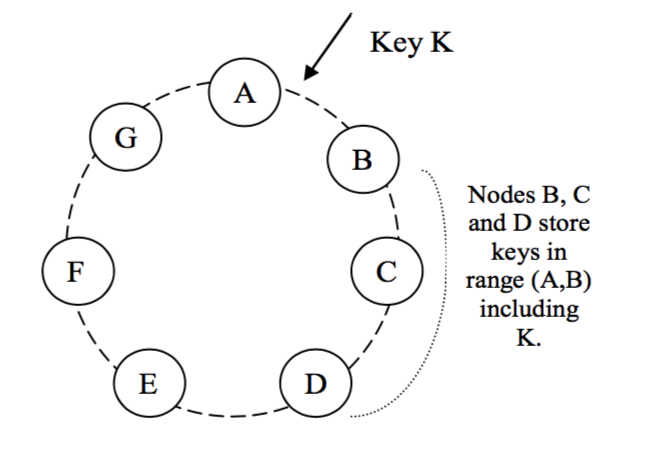 Key K
A
B
G
Nodes B, C
and D store
keys in
range (A,B)
including
K.
F
C
E
D